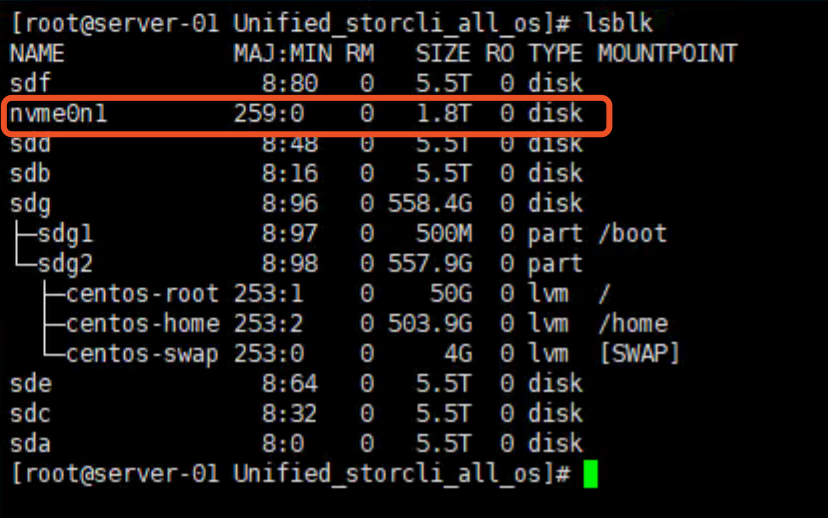 [root@server-01 Unified_storcli_all_os]# lsblk
NAME MAJ:MIN RM SIZE RO TYPE MOUNTPOINT
sdf 8:80 0 5.5T 0 disk
nvme0n1 259:0 0 1.8T 0 disk
sdd 8:48 0 5.5T 0 disk
sdb 8:16 0 5.5T 0 disk
sdg 8:96 0 558.4G 0 disk
├─sdg1 8:97 0 500M 0 part /boot
└─sdg2 8:98 0 557.9G 0 part
├─centos-root 253:1 0 50G 0 lvm /
├─centos-home 253:2 0 503.9G 0 lvm /home
└─centos-swap 253:0 0 4G 0 lvm [SWAP]
sde 8:64 0 5.5T 0 disk
sdc 8:32 0 5.5T 0 disk
sda 8:0 0 5.5T 0 disk
[root@server-01 Unified_storcli_all_os]#